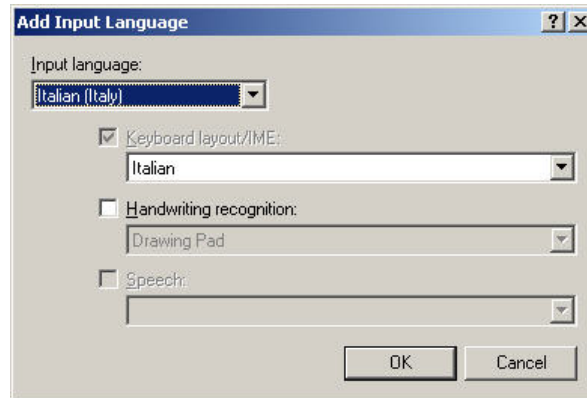 Add Input Language
Input language:
Italian (Italy)
Keyboard layout/IME:
Italian
Handwriting recognition:
Drawing Pad
Speech:
OK Cancel